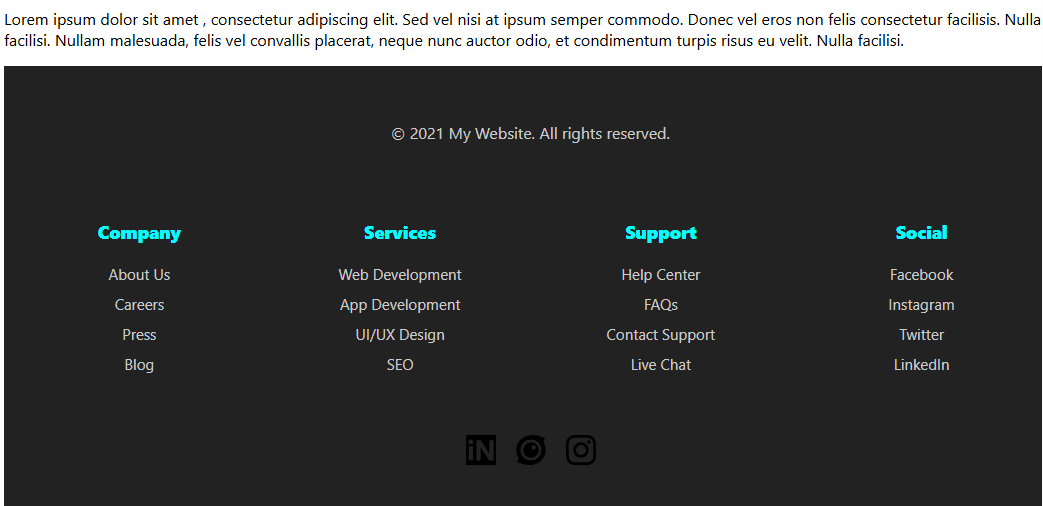 Lorem ipsum dolor sit amet , consectetur adipiscing elit. Sed vel nisi at ipsum semper commodo. Donec vel eros non felis consectetur facilisis. Nulla
facilisi. Nullam malesuada, felis vel convallis placerat, neque nunc auctor odio, et condimentum turpis risus eu velit. Nulla facilisi.
© 2021 My Website. All rights reserved.
Company
About Us
Careers
Press
Blog
Services
Web Development
App Development
UI/UX Design
SEO
Support
Help Center
FAQs
Contact Support
Live Chat
Social
Facebook
Instagram
Twitter
LinkedIn
iN